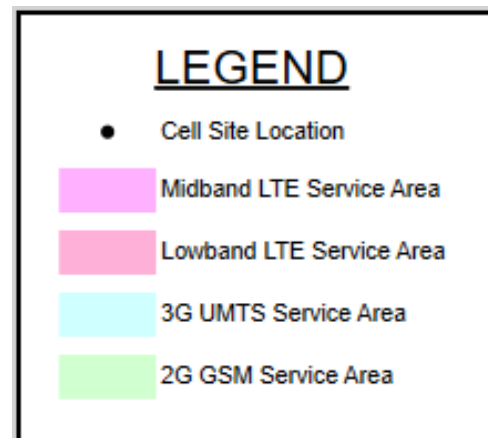 LEGEND
Cell Site Location
Midband LTE Service Area
Lowband LTE Service Area
3G UMTS Service Area
2G GSM Service Area